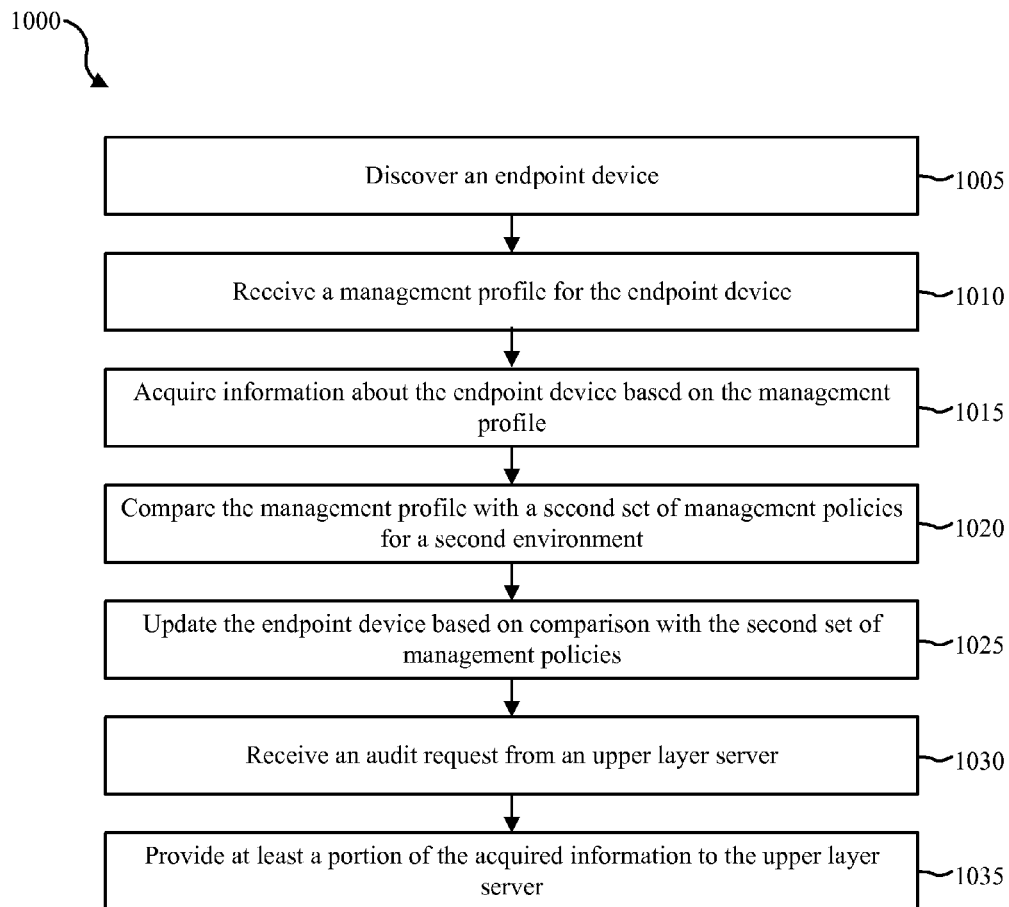 1000
Discover an endpoint device
1005
Receive a management profile for the endpoint device
1010
Acquire information about the endpoint device based on the management
profile
1015
Compare the management profile with a second set of management policies
for a second environment
1020
Update the endpoint device based on comparison with the second set of
management policies
1025
Receive an audit request from an upper layer server
1030
Provide at least a portion of the acquired information to the upper layer
server
1035